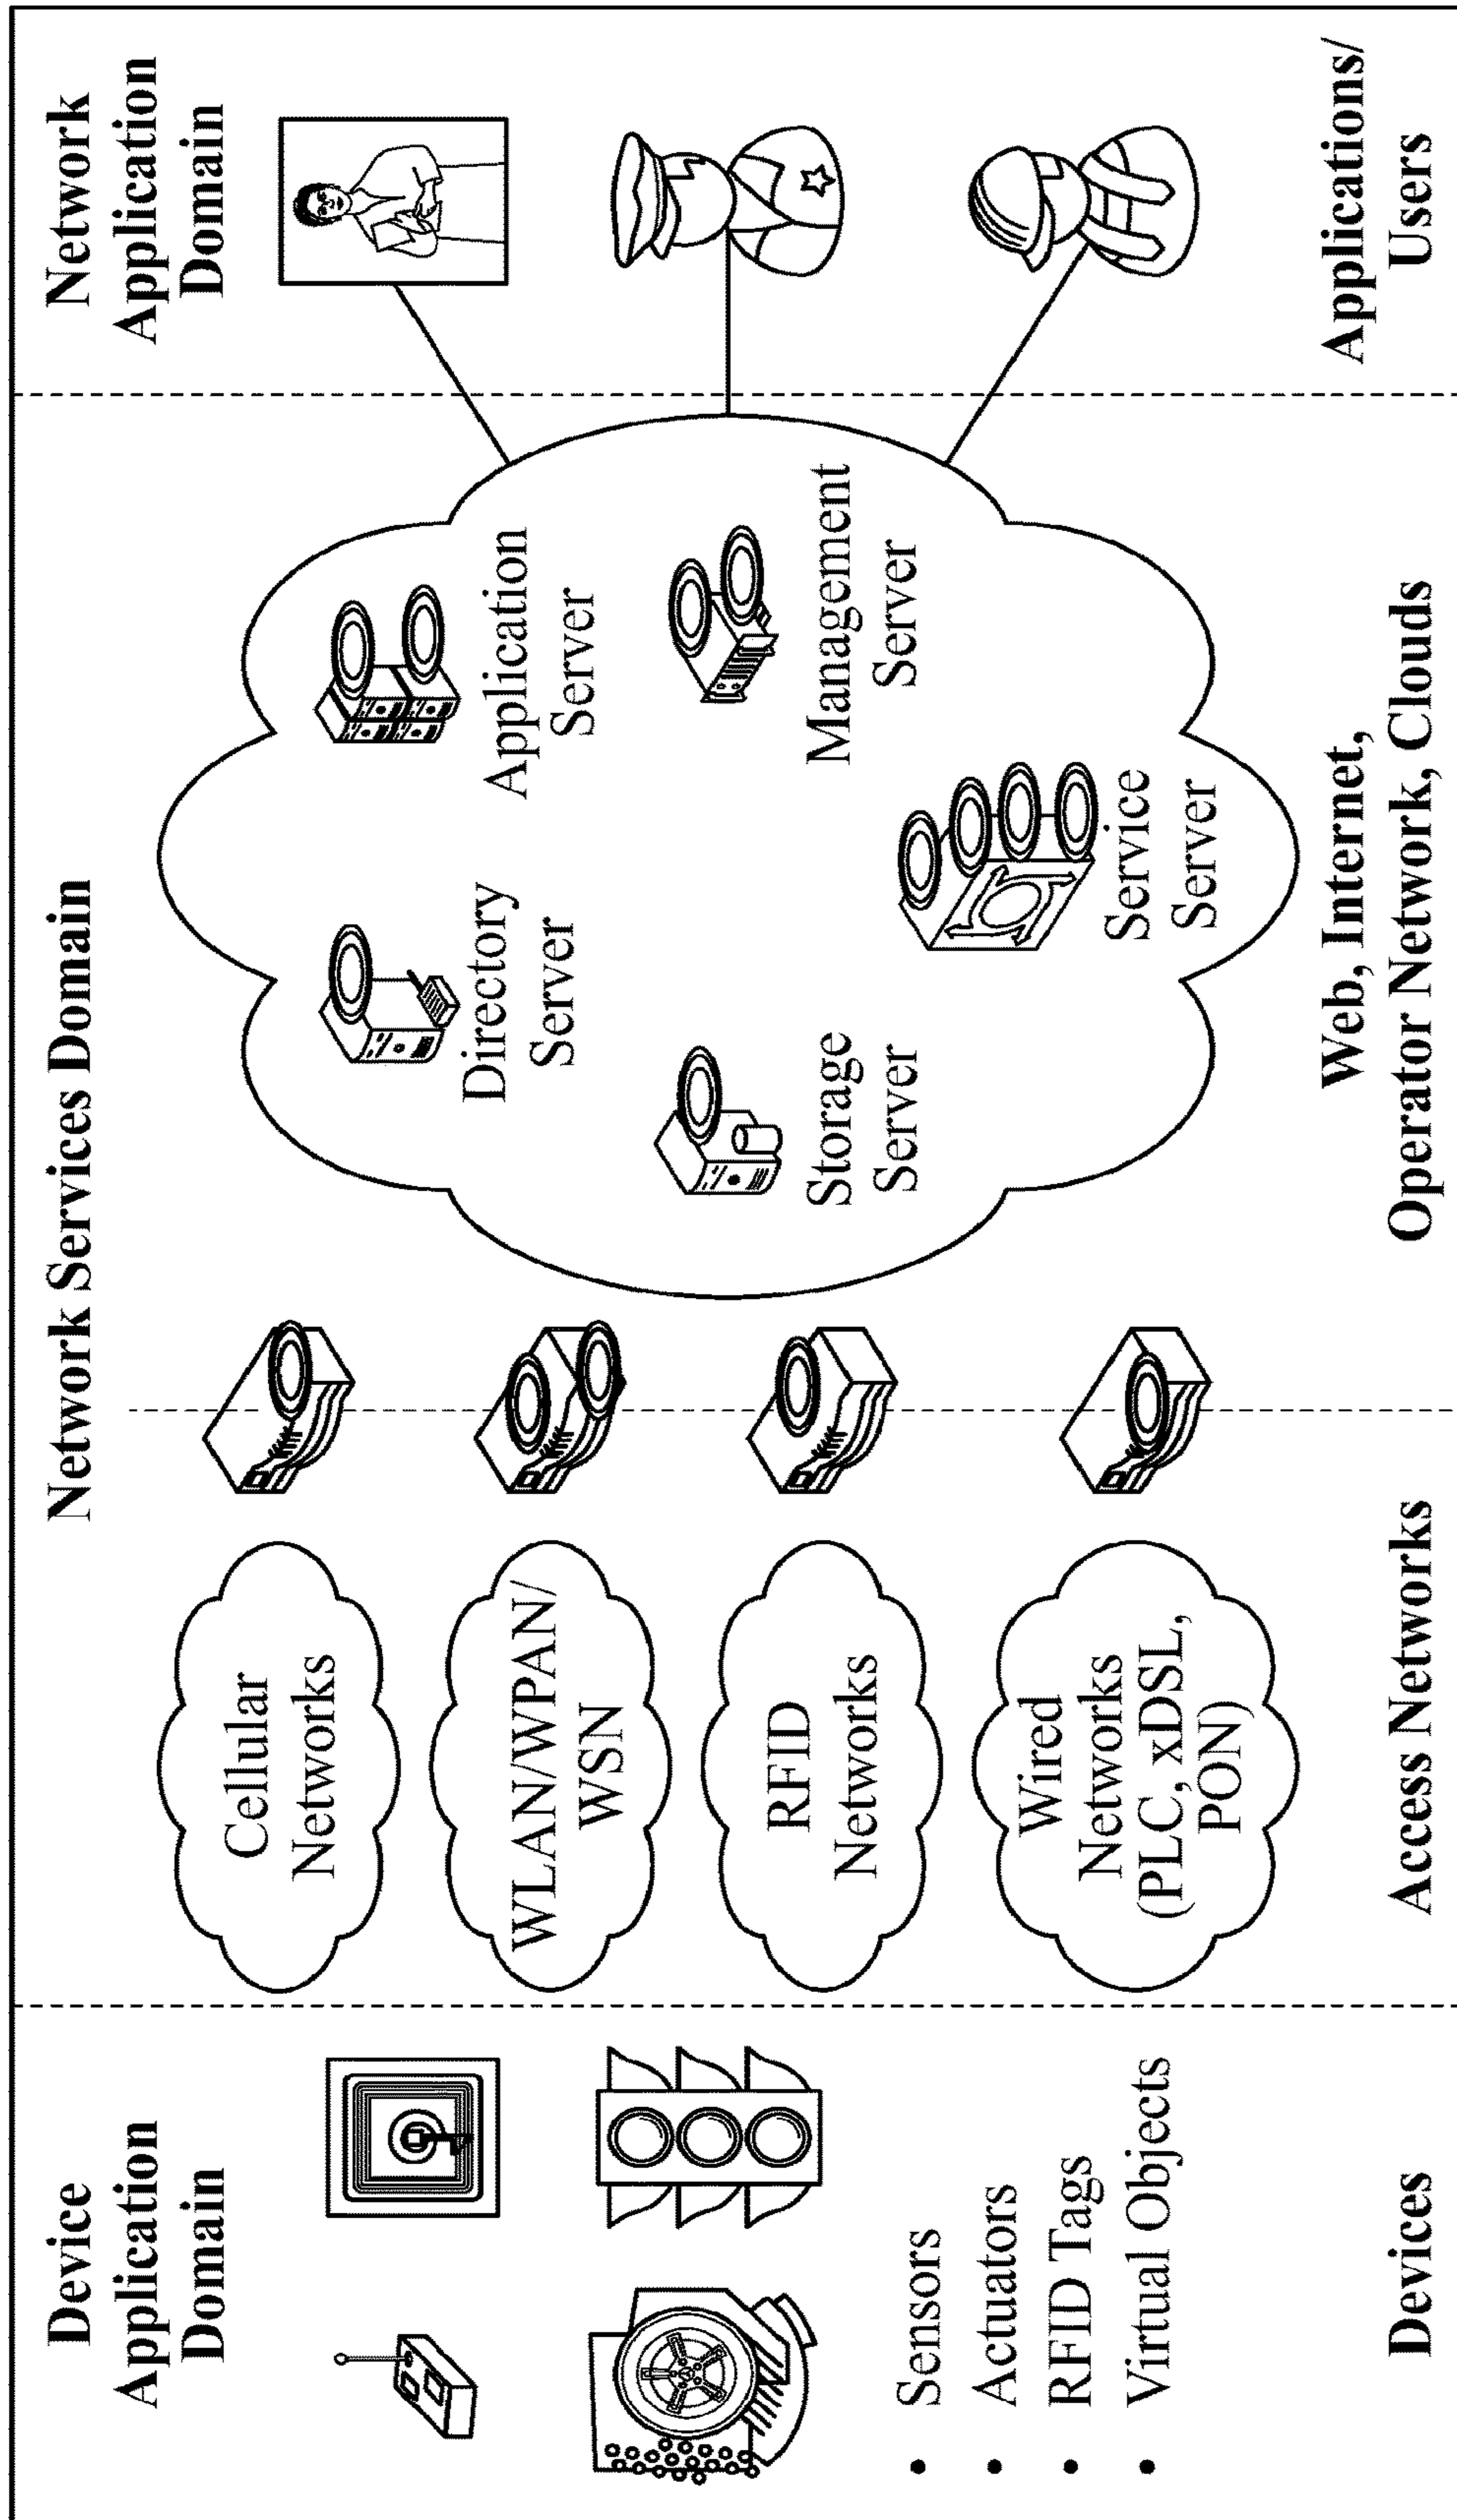 Device
Application
Domain
Network Services Domain
Network
Application
Domain
Cellular
Networks
WLAN/WPAN/
WSN
RFID
Networks
Wired
Networks
(PLC, xDSL,
PON)
Directory
Server
Application
Server
Storage
Server
Management
Server
Service
Server
• Sensors
• Actuators
• RFID Tags
• Virtual Objects
Devices
Access Networks
Web, Internet,
Operator Network, Clouds
Applications/
Users